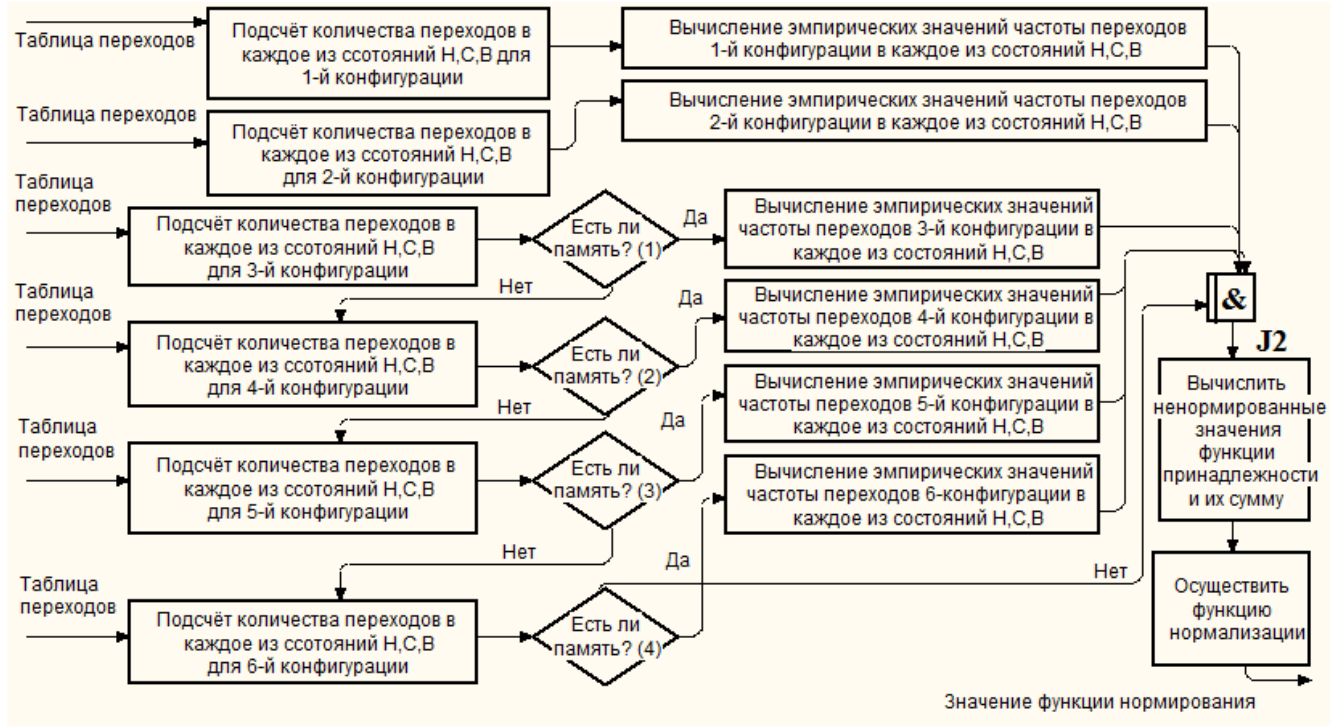 Таблица переходов
Подсчёт количества переходов в
каждое из ссотояний Н,С,В для
1-й конфигурации
Вычисление эмпирических значений частоты переходов
1-й конфигурации в каждое из состояний Н,С,В
Таблица переходов
Подсчёт количества переходов в
каждое из ссотояний Н,С,В
для 2-й конфигурации
Вычисление эмпирических значений частоты переходов
2-й конфигурации в каждое из состояний Н,С,В
Таблица
переходов
Подсчёт количества переходов в
каждое из ссотояний Н,С,В
для 3-й конфигурации
Есть ли
память? (1)
Да
Вычисление эмпирических значений
частоты переходов 3-й конфигурации в
каждое из состояний Н,С,В
Нет
Таблица
переходов
Подсчёт количества переходов в
каждое из ссотояний Н,С,В
для 4-й конфигурации
Есть ли
память? (2)
Да
Вычисление эмпирических значений
частоты переходов 4-й конфигурации в
каждое из состояний Н,С,В
&
J2
Нет
Таблица
переходов
Подсчёт количества переходов в
каждое из ссотояний Н,С,В
для 5-й конфигурации
Есть ли
память? (3)
Да
Вычисление эмпирических значений
частоты переходов 5-й конфигурации в
каждое из состояний Н,С,В
Вычислить
ненормированные
значения
функции
принадлежности
и их сумму
Нет
Таблица
переходов
Подсчёт количества переходов в
каждое из ссотояний Н,С,В
для 6-й конфигурации
Есть ли
память? (4)
Да
Вычисление эмпирических значений
частоты переходов 6-конфигурации в
каждое из состояний Н,С,В
Нет
Осуществить
функцию
нормализации
Значение функции нормирования